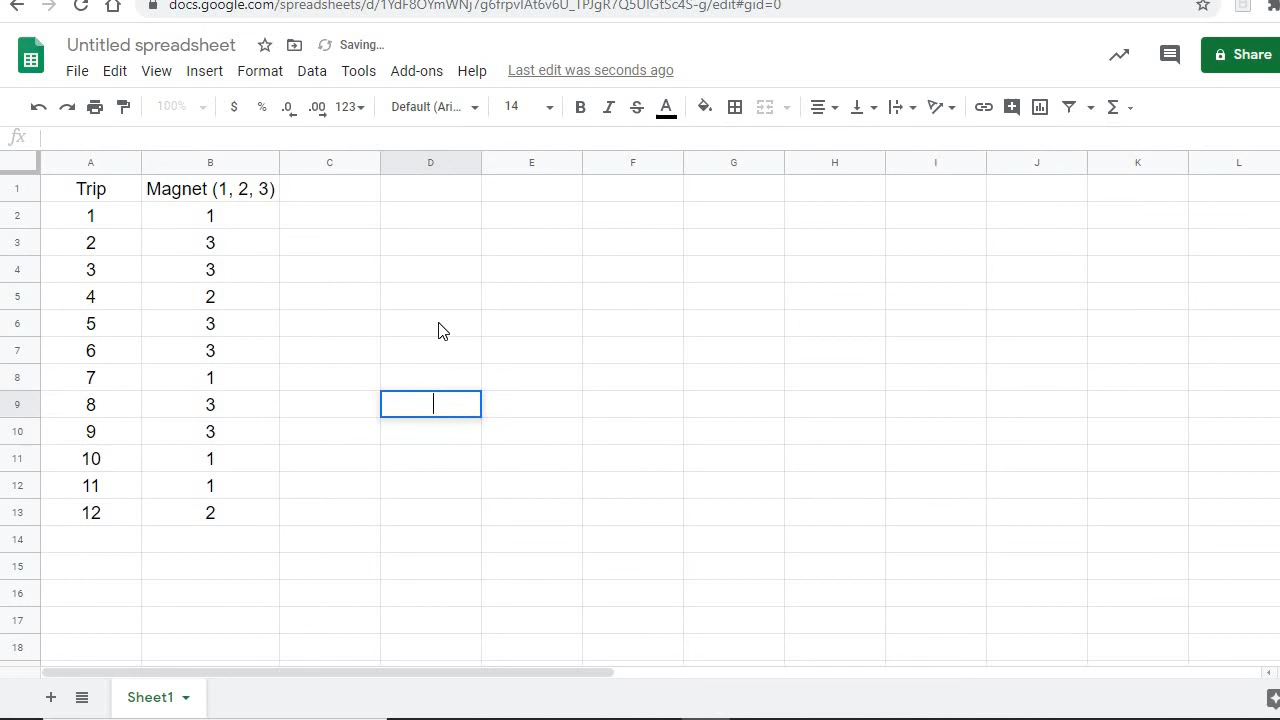 docs.google.com/spreadsheets/d/
/edit#gid=0
Untitled spreadsheet Saving...
Share
File Edit View Insert Format Data Tools Add-ons Help Last edit was seconds ago
100% $ % .0 .00 123 Default (Ari... 14 B I S A Σ
fx
A B C D E F G H I J K L
1 Trip Magnet (1, 2, 3)
2 1 1
3 2 3
4 3 3
5 4 2
6 5 3
7 6 3
8 7 1
9 8 3
10 9 3
11 10 1
12 11 1
13 12 2
14
15
16
17
18
+ Sheet1